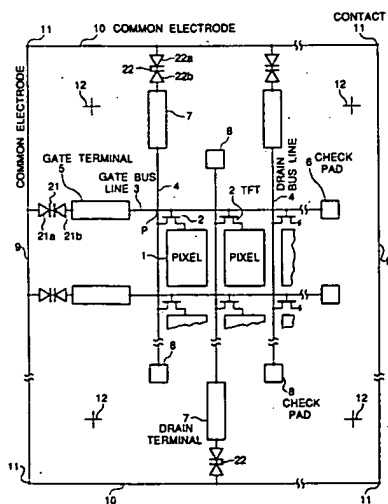 11 10 COMMON ELECTRODE CONTACT 11
22a
22
22b
12 12
7
8
COMMON ELECTRODE
GATE TERMINAL
5
21
GATE BUS LINE 3
4
DRAIN BUS LINE
4
2 TFT
CHECK PAD
6
21a 21b
P
2
9
1
PIXEL PIXEL
8
8
CHECK PAD
12 12
7
DRAIN TERMINAL
22
11 10 11